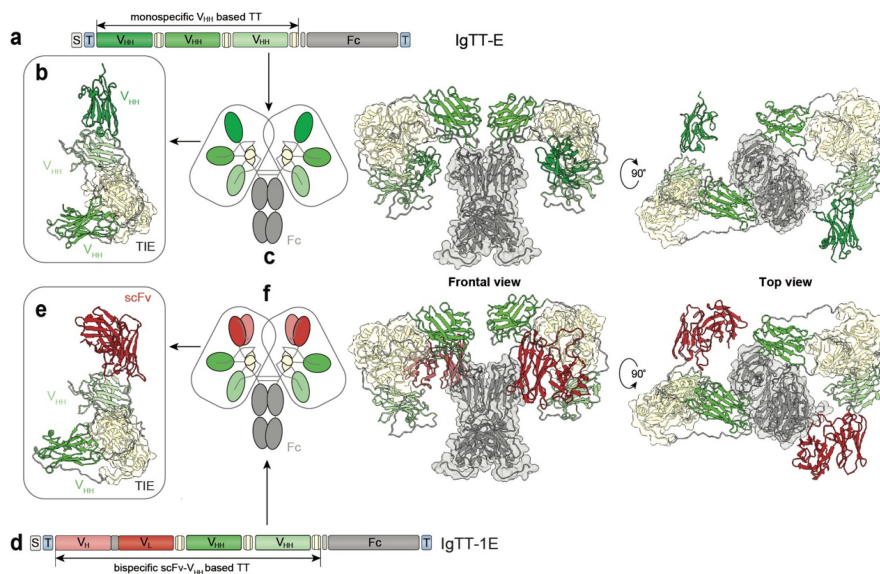 monospecific VHH based TT
a
S T VHH VHH VHH Fc T IgTT-E
b
VHH
VHH
VHH
TIE
Fc
c
90°
Frontal view
Top view
e
scFv
VHH
VHH
TIE
f
Fc
90°
d
S T VH VL VHH VHH Fc T IgTT-1E
bispecific scFv-VHH based TT